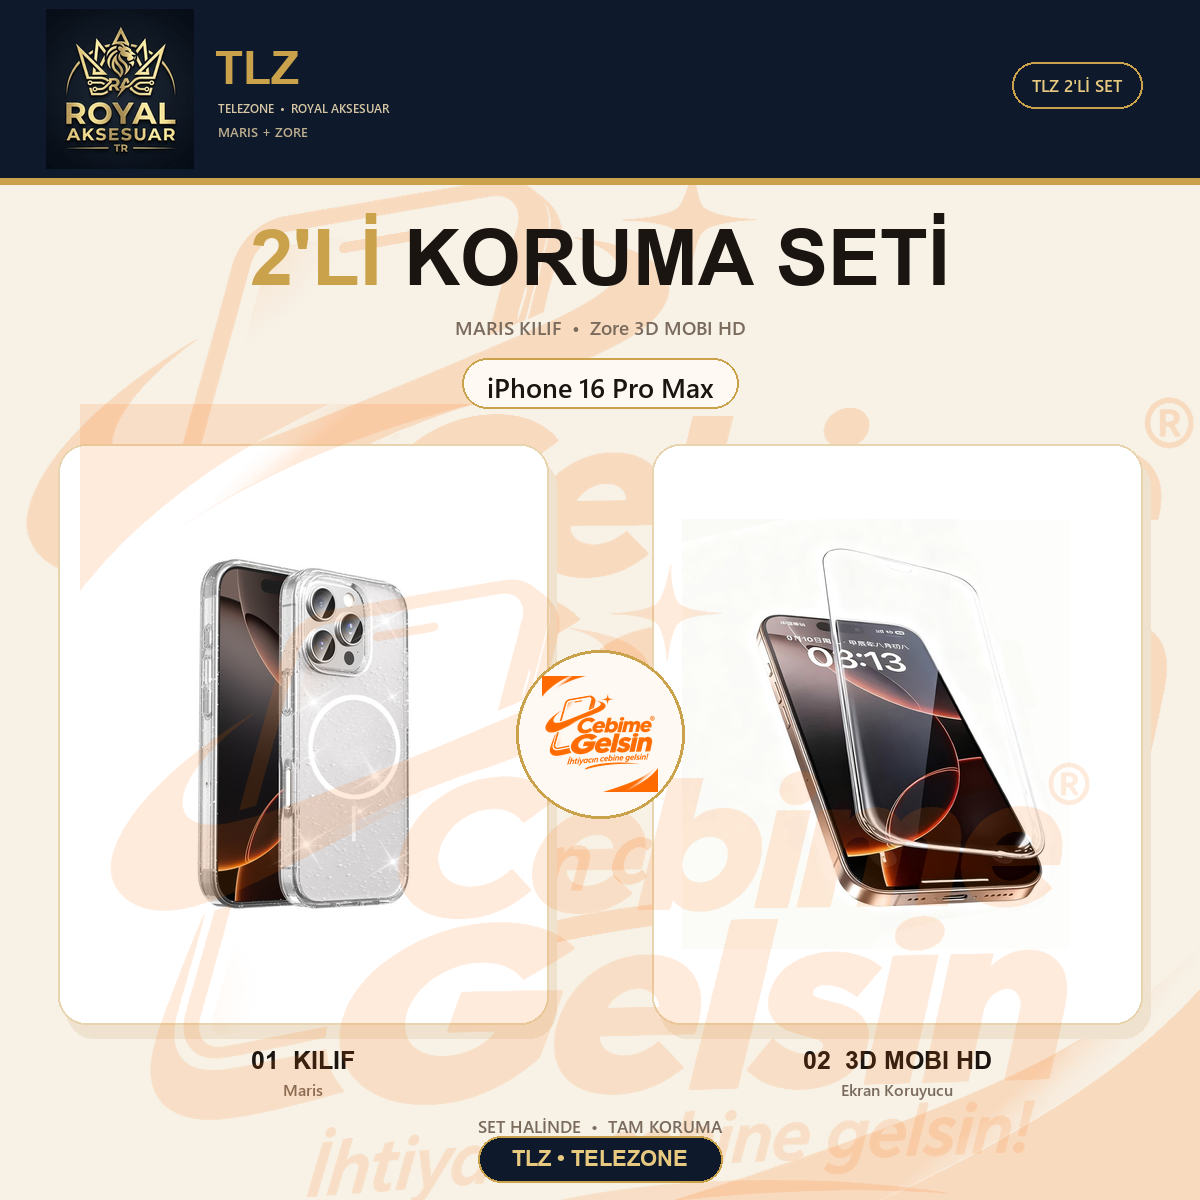 ROYAL
AKSESUAR
TR
TLZ
TELEZONE • ROYAL AKSESUAR
MARIS + ZORE
TLZ 2'Lİ SET
2'Lİ KORUMA SETİ
MARIS KILIF • Zore 3D MOBI HD
iPhone 16 Pro Max
08:13
Cebime
Gelsin
İhtiyacın cebine gelsin!
®
Cebime
®
Gelsin
01 KILIF
Maris
02 3D MOBI HD
Ekran Koruyucu
SET HALİNDE • TAM KORUMA
TLZ • TELEZONE